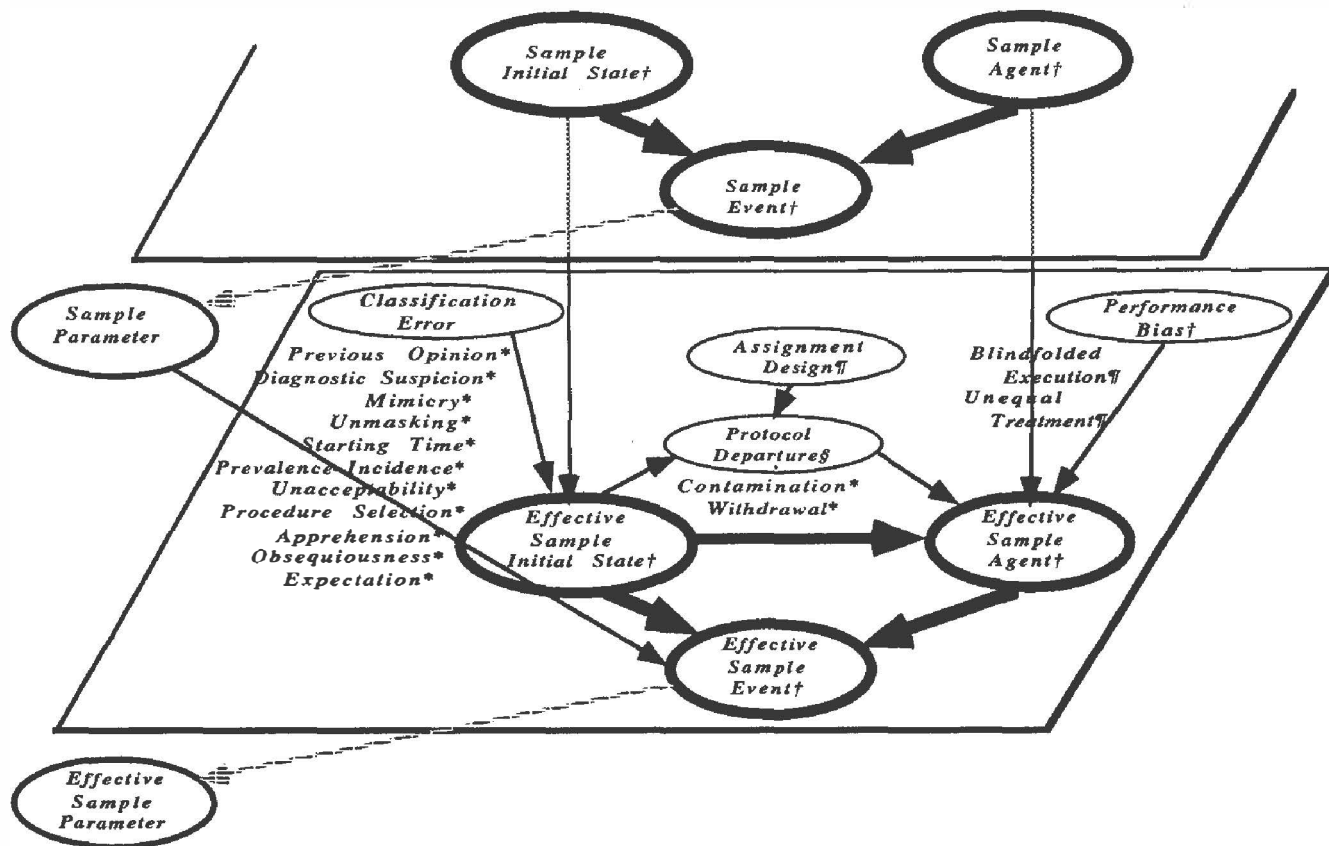 Sample
Initial State†
Sample
Agent†
Sample
Event†
Sample
Parameter
Classification
Error
Previous Opinion*
Diagnostic Suspicion*
Mimicry*
Unmasking*
Starting Time*
Prevalence-Incidence*
Unacceptability*
Procedure Selection*
Apprehension*
Obsequiousness*
Expectation*
Assignment
Design¶
Protocol
Departure§
Contamination*
Withdrawal*
Performance
Bias†
Blindfolded
Execution¶
Unequal
Treatment¶
Effective
Sample
Initial State†
Effective
Sample
Agent†
Effective
Sample
Event†
Effective
Sample
Parameter